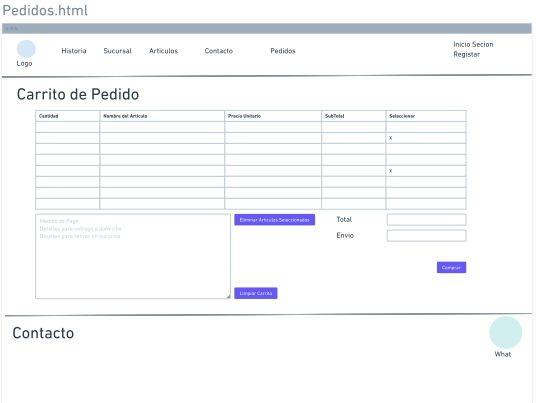 Pedidos.html
Logo
Historia Sucursal Articulos Contacto Pedidos
Inicio Secion
Registar
Carrito de Pedido
Cantidad Nombre del Articulo Precio Unitario SubTotal Seleccionar
X
X
Medios de Pago
Detalles para entrega a domicilio
Detalles para retirar en sucursal
Eliminar Articulos Seleccionados
Total
Envio
Comprar
Limpiar Carrito
Contacto
What